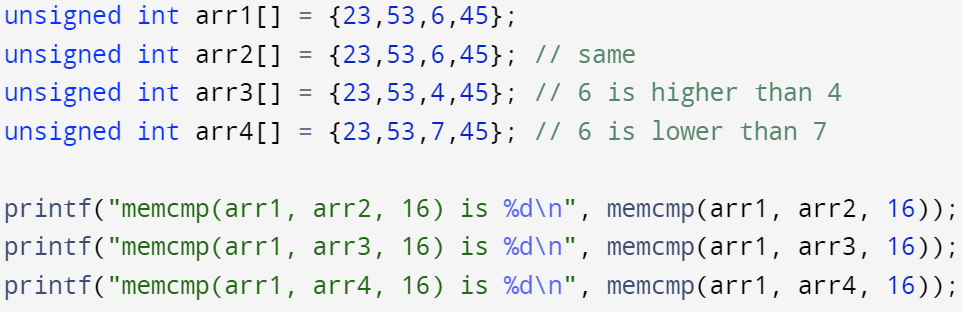 unsigned int arr1[] = {23,53,6,45};
unsigned int arr2[] = {23,53,6,45}; // same
unsigned int arr3[] = {23,53,4,45}; // 6 is higher than 4
unsigned int arr4[] = {23,53,7,45}; // 6 is lower than 7
printf("memcmp(arr1, arr2, 16) is %d\n", memcmp(arr1, arr2, 16));
printf("memcmp(arr1, arr3, 16) is %d\n", memcmp(arr1, arr3, 16));
printf("memcmp(arr1, arr4, 16) is %d\n", memcmp(arr1, arr4, 16));